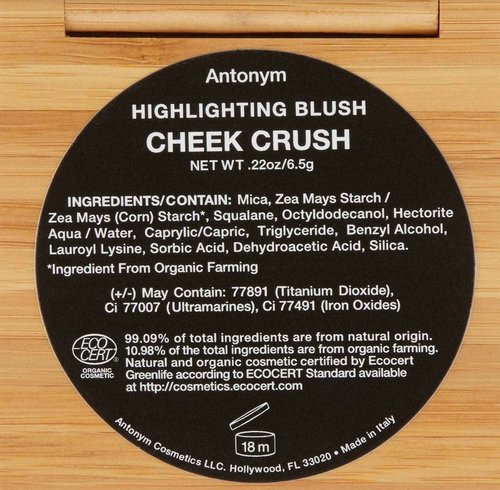 Antonym
HIGHLIGHTING BLUSH
CHEEK CRUSH
NET WT .22oz/6.5g
INGREDIENTS/CONTAIN: Mica, Zea Mays Starch /
Zea Mays (Corn) Starch*, Squalane, Octyldodecanol, Hectorite
Aqua / Water, Caprylic/Capric, Triglyceride, Benzyl Alcohol,
Lauroyl Lysine, Sorbic Acid, Dehydroacetic Acid, Silica.
*Ingredient From Organic Farming
(+/-) May Contain: 77891 (Titanium Dioxide),
Ci 77007 (Ultramarines), Ci 77491 (Iron Oxides)
ECO
CERT
ORGANIC
COSMETIC
99.09% of total ingredients are from natural origin.
10.98% of the total ingredients are from organic farming.
Natural and organic cosmetic certified by Ecocert
Greenlife according to ECOCERT Standard available
at http://cosmetics.ecocert.com
18 m
Antonym Cosmetics LLC. Hollywood, FL 33020 • Made in Italy